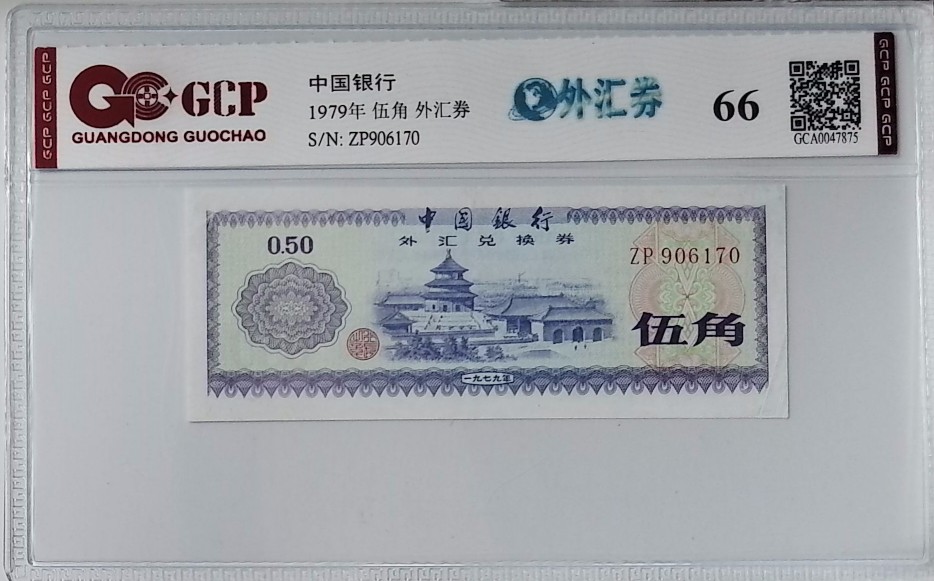 GCP GCP GCP
GCP
GUANGDONG GUOCHAO
中国银行
1979年 伍角 外汇券
S/N: ZP906170
外汇券
66
GCA0047875
GCP GCP GCP
中国銀行
外汇兑换券
0.50
ZP 906170
伍角
一九七九年